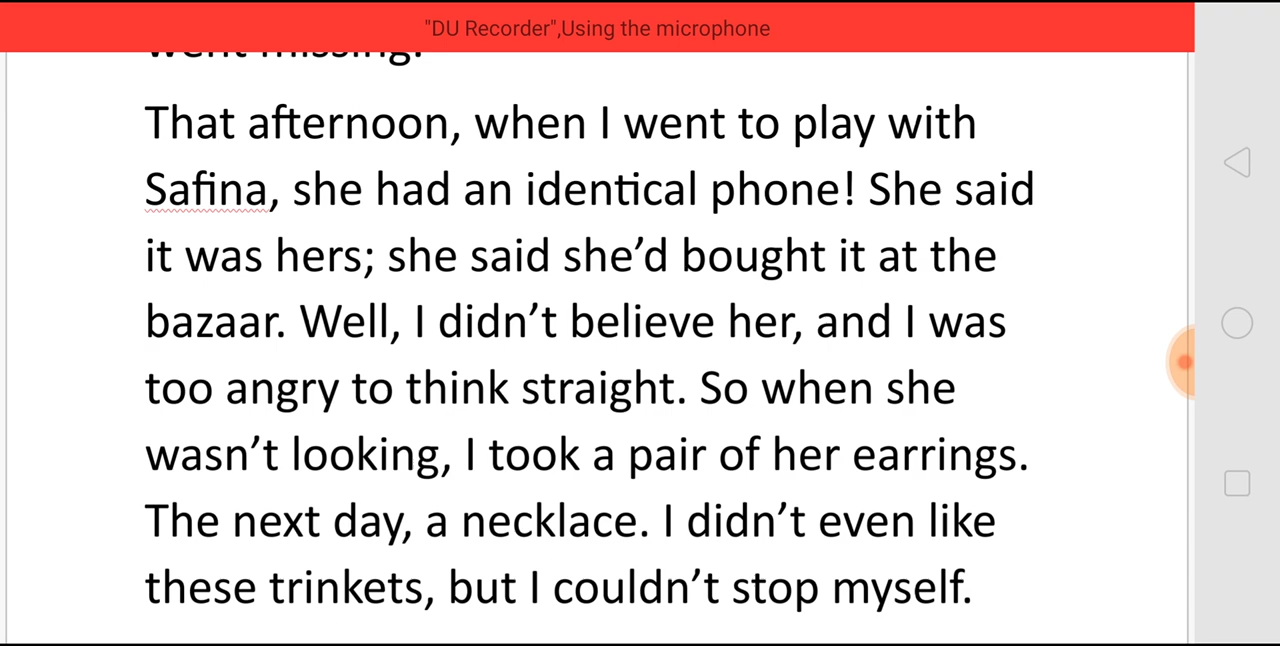 "DU Recorder",Using the microphone
went missing.
That afternoon, when I went to play with
Safina, she had an identical phone! She said
it was hers; she said she’d bought it at the
bazaar. Well, I didn’t believe her, and I was
too angry to think straight. So when she
wasn’t looking, I took a pair of her earrings.
The next day, a necklace. I didn’t even like
these trinkets, but I couldn’t stop myself.